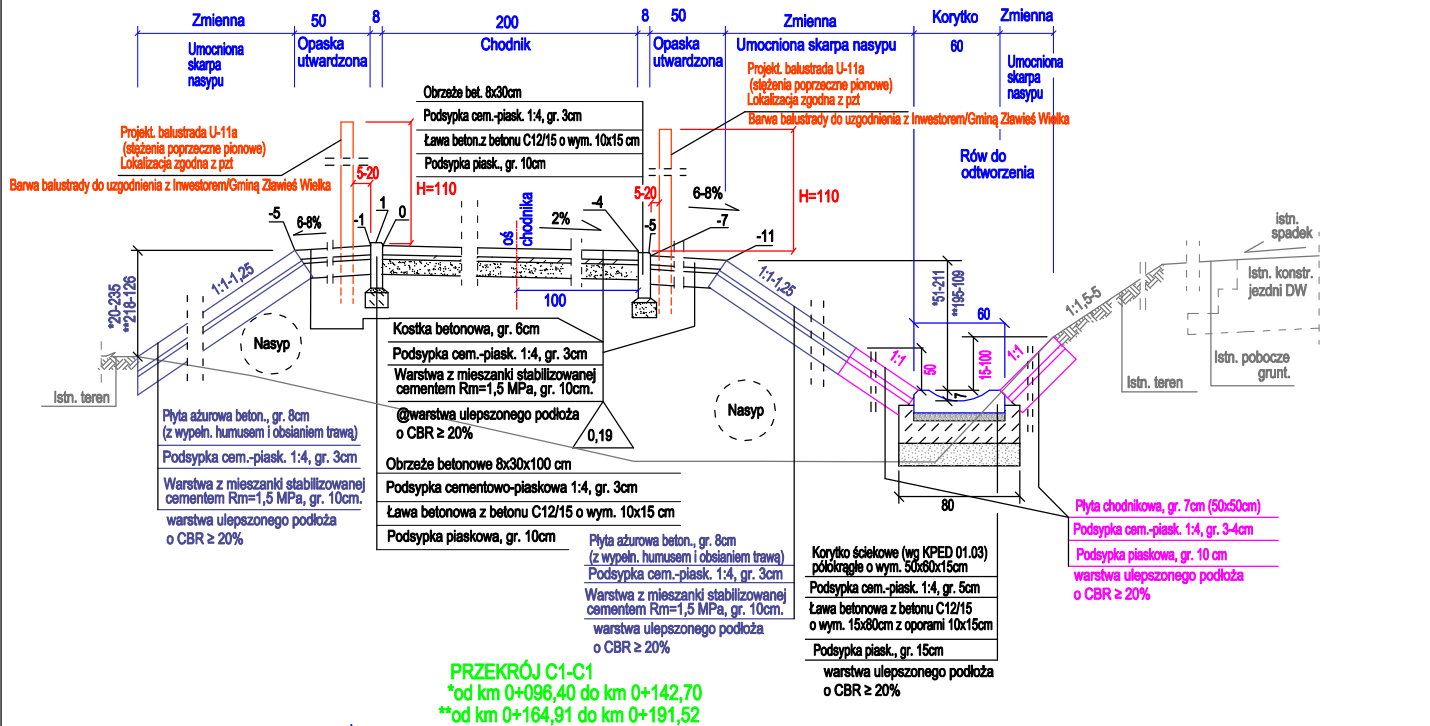 Zmienna
50
8
200
8
50
Zmienna
Korytko
Zmienna
Umocniona
skarpa
nasypu
Opaska
utwardzona
Chodnik
Opaska
utwardzona
Umocniona skarpa nasypu
60
Umocniona
skarpa
nasypu
Obrzeże bet. 8x30cm
Podsypka cem.-piask. 1:4, gr. 3cm
Ława beton.z betonu C12/15 o wym. 10x15 cm
Podsypka piask., gr. 10cm
Projekt. balustrada U-11a
(stężenia poprzeczne pionowe)
Lokalizacja zgodna z pzt
Barwa balustrady do uzgodnienia z Inwestorem/Gminą Zławieś Wielka
Projekt. balustrada U-11a
(stężenia poprzeczne pionowe)
Lokalizacja zgodna z pzt
Barwa balustrady do uzgodnienia z Inwestorem/Gminą Zławieś Wielka
Rów do
odtworzenia
5-20
H=110
5-20
6-8%
H=110
-5
6-8%
-1
1
0
oś
chodnika
2%
-4
-5
-7
-11
istn.
spadek
Istn. konstr.
jezdni DW
*20-235
**218-126
1:1-1,25
100
1:1-1,25
*51-211
**195-109
60
1:1,5-5
Nasyp
Istn. teren
1:1
50
7
15-100
1:1
Istn. pobocze
grunt.
Istn. teren
Kostka betonowa, gr. 6cm
Podsypka cem.-piask. 1:4, gr. 3cm
Warstwa z mieszanki stabilizowanej
cementem Rm=1,5 MPa, gr. 10cm.
@warstwa ulepszonego podłoża
o CBR ≥ 20%
0,19
Nasyp
Płyta ażurowa beton., gr. 8cm
(z wypełn. humusem i obsianiem trawą)
Podsypka cem.-piask. 1:4, gr. 3cm
Warstwa z mieszanki stabilizowanej
cementem Rm=1,5 MPa, gr. 10cm.
warstwa ulepszonego podłoża
o CBR ≥ 20%
Obrzeże betonowe 8x30x100 cm
Podsypka cementowo-piaskowa 1:4, gr. 3cm
Ława betonowa z betonu C12/15 o wym. 10x15 cm
Podsypka piaskowa, gr. 10cm
Płyta ażurowa beton., gr. 8cm
(z wypełn. humusem i obsianiem trawą)
Podsypka cem.-piask. 1:4, gr. 3cm
Warstwa z mieszanki stabilizowanej
cementem Rm=1,5 MPa, gr. 10cm.
warstwa ulepszonego podłoża
o CBR ≥ 20%
80
Korytko ściekowe (wg KPED 01.03)
półokrągłe o wym. 50x60x15cm
Podsypka cem.-piask. 1:4, gr. 5cm
Ława betonowa z betonu C12/15
o wym. 15x80cm z oporami 10x15cm
Podsypka piask., gr. 15cm
warstwa ulepszonego podłoża
o CBR ≥ 20%
Płyta chodnikowa, gr. 7cm (50x50cm)
Podsypka cem.-piask. 1:4, gr. 3-4cm
Podsypka piaskowa, gr. 10 cm
warstwa ulepszonego podłoża
o CBR ≥ 20%
PRZEKRÓJ C1-C1
*od km 0+096,40 do km 0+142,70
**od km 0+164,91 do km 0+191,52